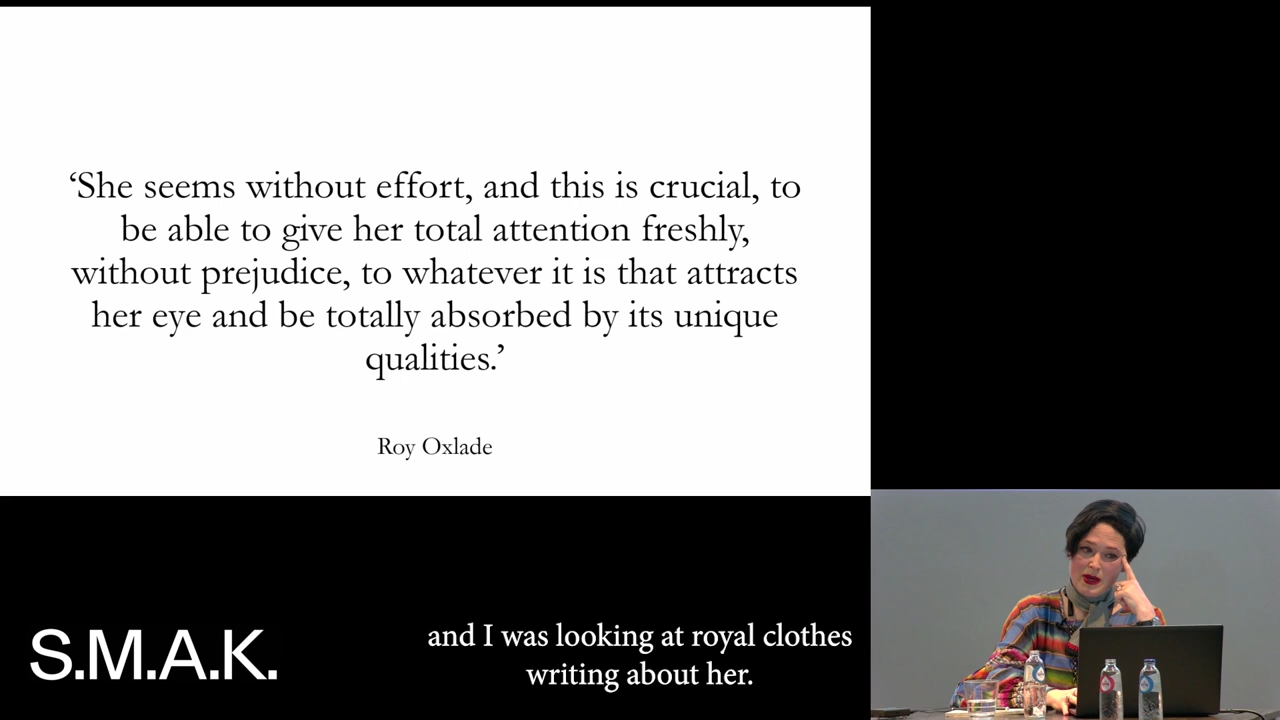 ‘She seems without effort, and this is crucial, to
be able to give her total attention freshly,
without prejudice, to whatever it is that attracts
her eye and be totally absorbed by its unique
qualities.’
Roy Oxlade
S.M.A.K.
and I was looking at royal clothes
writing about her.